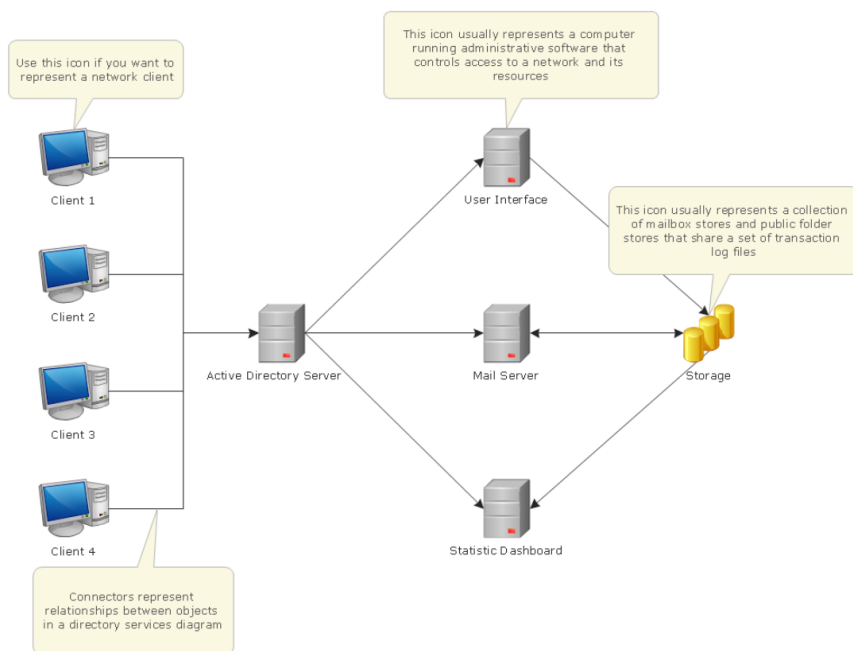 This icon usually represents a computer
running administrative software that
controls access to a network and its
resources
Use this icon if you want to
represent a network client
Client 1
User Interface
This icon usually represents a collection
of mailbox stores and public folder
stores that share a set of transaction
log files
Client 2
Active Directory Server
Mail Server
Storage
Client 3
Client 4
Statistic Dashboard
Connectors represent
relationships between objects
in a directory services diagram